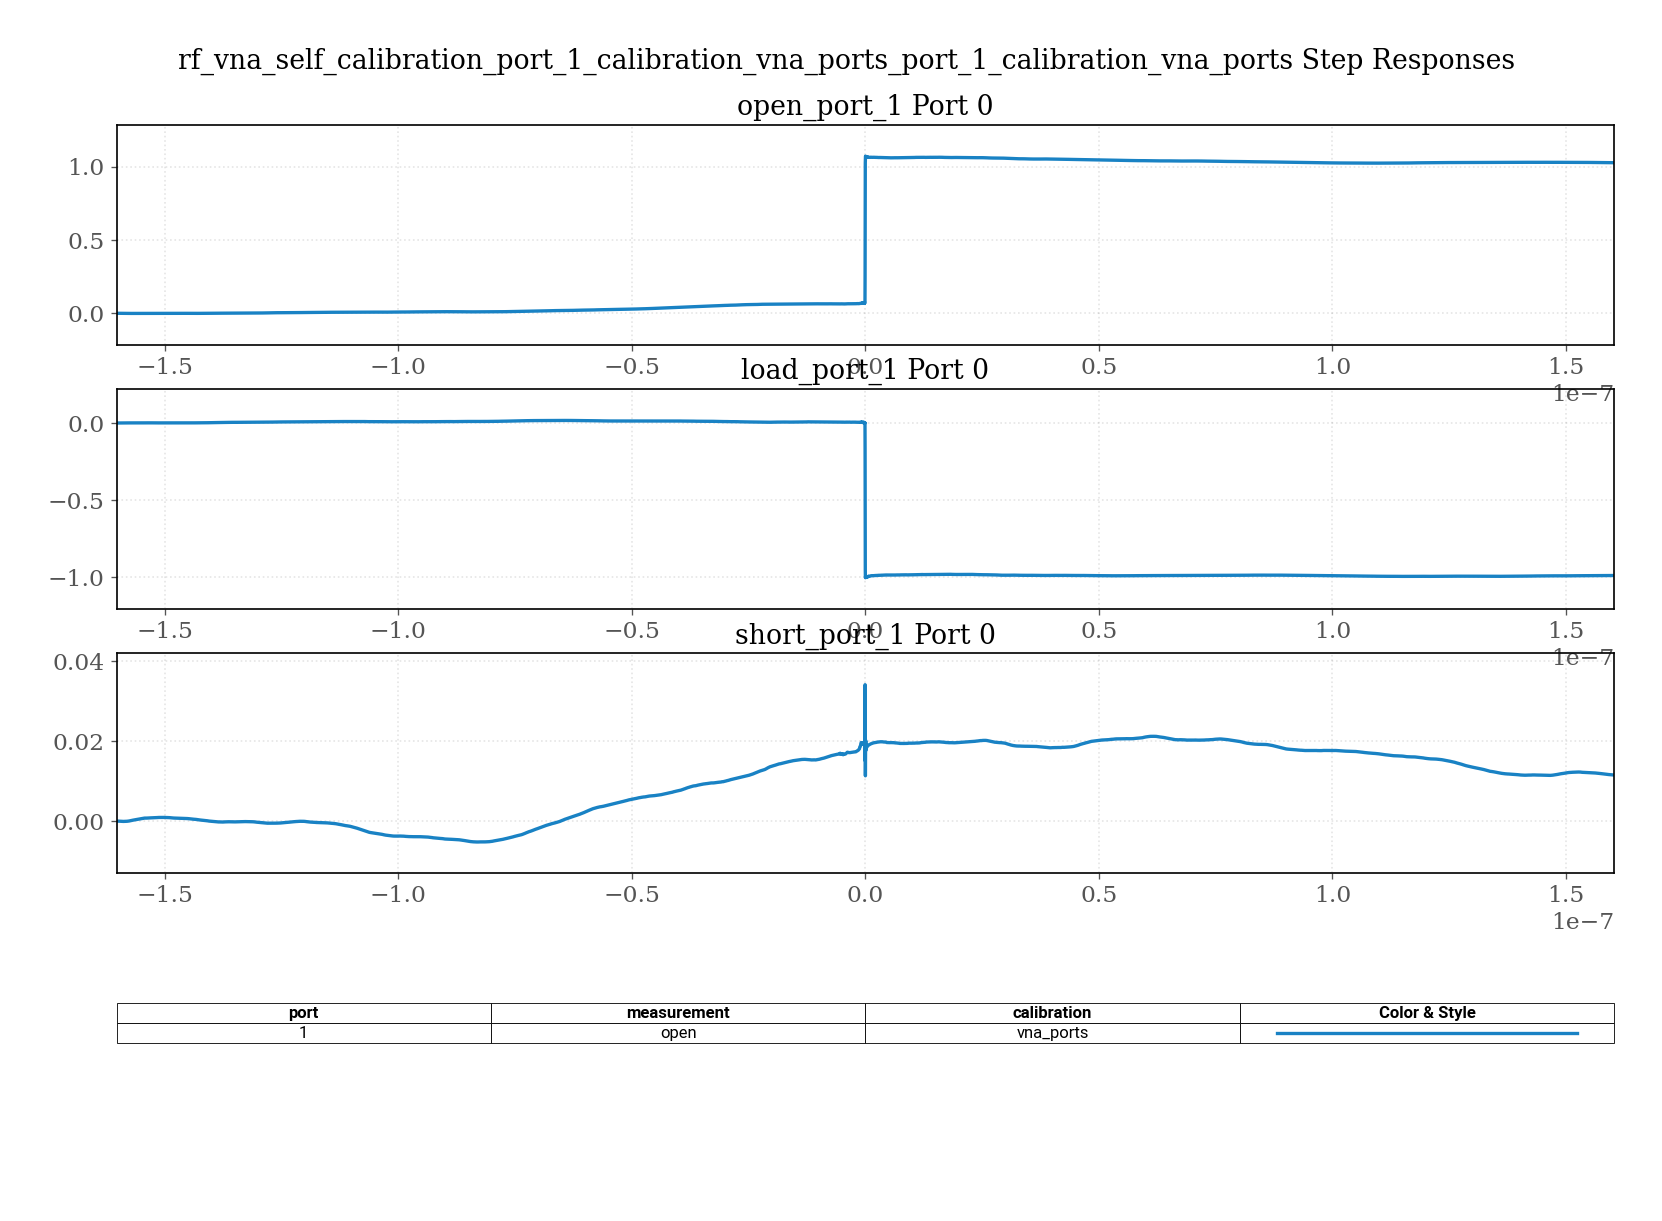 rf_vna_self_calibration_port_1_calibration_vna_ports_port_1_calibration_vna_ports Step Responses
open_port_1 Port 0
1.0
0.5
0.0
−1.5 −1.0 −0.5 0.0 0.5 1.0 1.5
1e−7
load_port_1 Port 0
0.0
−0.5
−1.0
−1.5 −1.0 −0.5 0.0 0.5 1.0 1.5
1e−7
short_port_1 Port 0
0.04
0.02
0.00
−1.5 −1.0 −0.5 0.0 0.5 1.0 1.5
1e−7
port measurement calibration Color & Style
1 open vna_ports